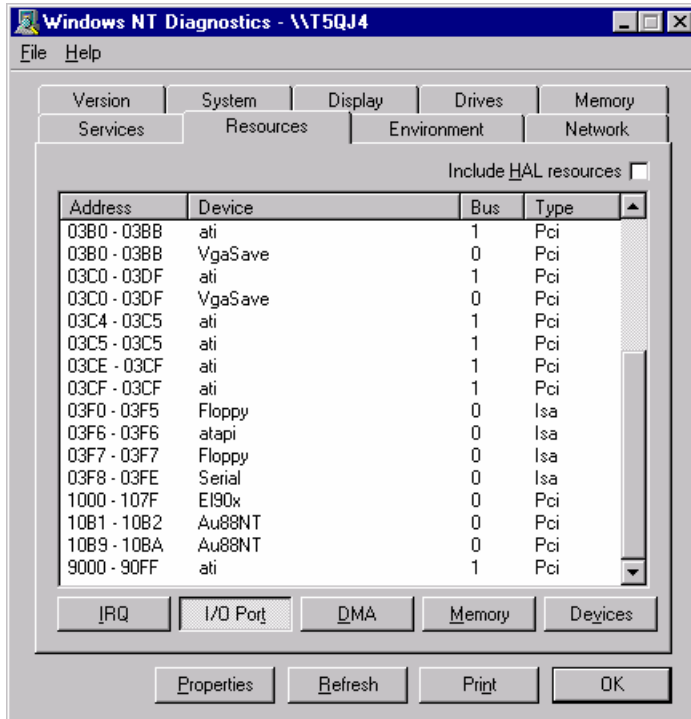 Windows NT Diagnostics - \\T5QJ4
File Help
Version System Display Drives Memory
Services Resources Environment Network
Include HAL resources
Address Device Bus Type
03B0 - 03BB ati 1 Pci
03B0 - 03BB VgaSave 0 Pci
03C0 - 03DF ati 1 Pci
03C0 - 03DF VgaSave 0 Pci
03C4 - 03C5 ati 1 Pci
03C5 - 03C5 ati 1 Pci
03CE - 03CF ati 1 Pci
03CF - 03CF ati 1 Pci
03F0 - 03F5 Floppy 0 Isa
03F6 - 03F6 atapi 0 Isa
03F7 - 03F7 Floppy 0 Isa
03F8 - 03FE Serial 0 Isa
1000 - 107F El90x 0 Pci
10B1 - 10B2 Au88NT 0 Pci
10B9 - 10BA Au88NT 0 Pci
9000 - 90FF ati 1 Pci
IRQ I/O Port DMA Memory Devices
Properties Refresh Print OK